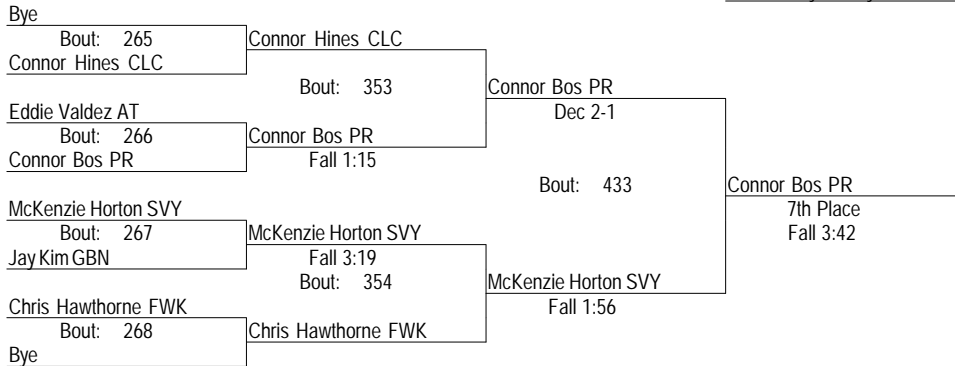 Bye
Bout: 265
Connor Hines CLC
Connor Hines CLC
Bout: 353
Connor Bos PR
Dec 2-1
Eddie Valdez AT
Bout: 266
Connor Bos PR
Connor Bos PR
Fall 1:15
Bout: 433
Connor Bos PR
7th Place
Fall 3:42
McKenzie Horton SVY
Bout: 267
McKenzie Horton SVY
Jay Kim GBN
Fall 3:19
Bout: 354
McKenzie Horton SVY
Fall 1:56
Chris Hawthorne FWK
Bout: 268
Chris Hawthorne FWK
Bye